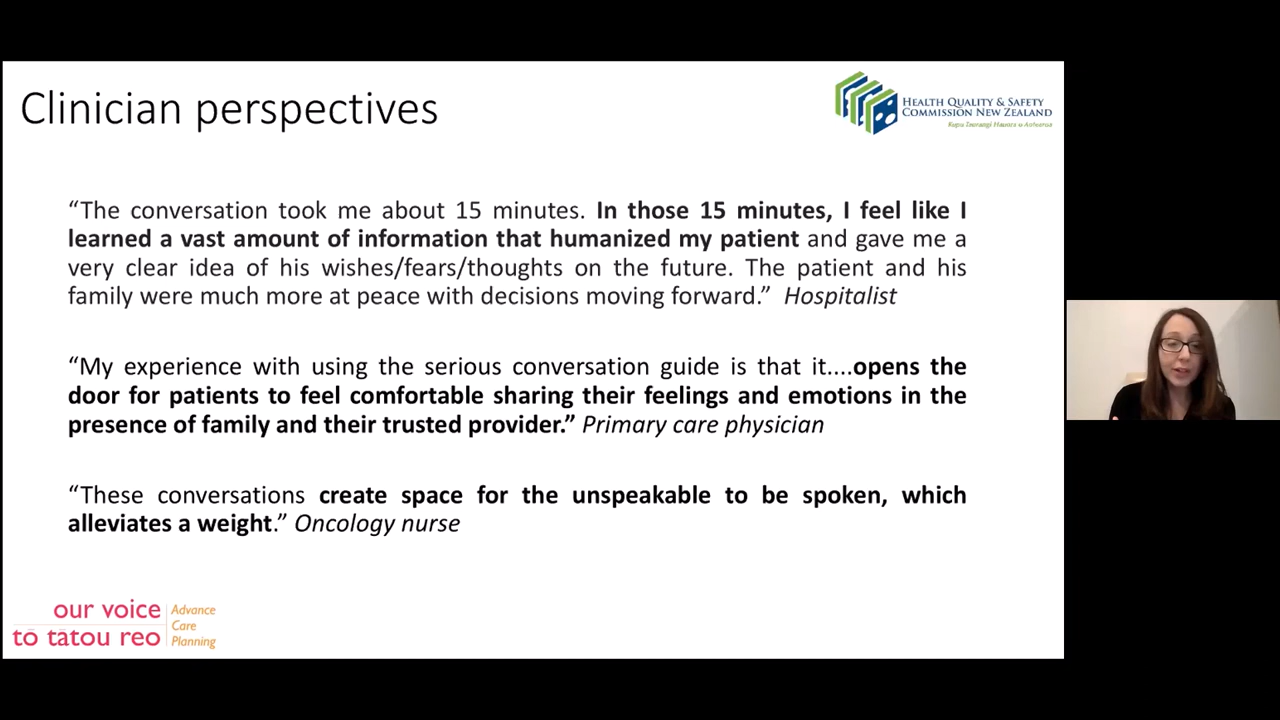 Clinician perspectives
HEALTH QUALITY & SAFETY
COMMISSION NEW ZEALAND
Kupu Taurangi Hauora o Aotearoa
“The conversation took me about 15 minutes. In those 15 minutes, I feel like I
learned a vast amount of information that humanized my patient and gave me a
very clear idea of his wishes/fears/thoughts on the future. The patient and his
family were much more at peace with decisions moving forward.” Hospitalist
“My experience with using the serious conversation guide is that it....opens the
door for patients to feel comfortable sharing their feelings and emotions in the
presence of family and their trusted provider.” Primary care physician
“These conversations create space for the unspeakable to be spoken, which
alleviates a weight.” Oncology nurse
our voice
tō tātou reo
Advance
Care
Planning